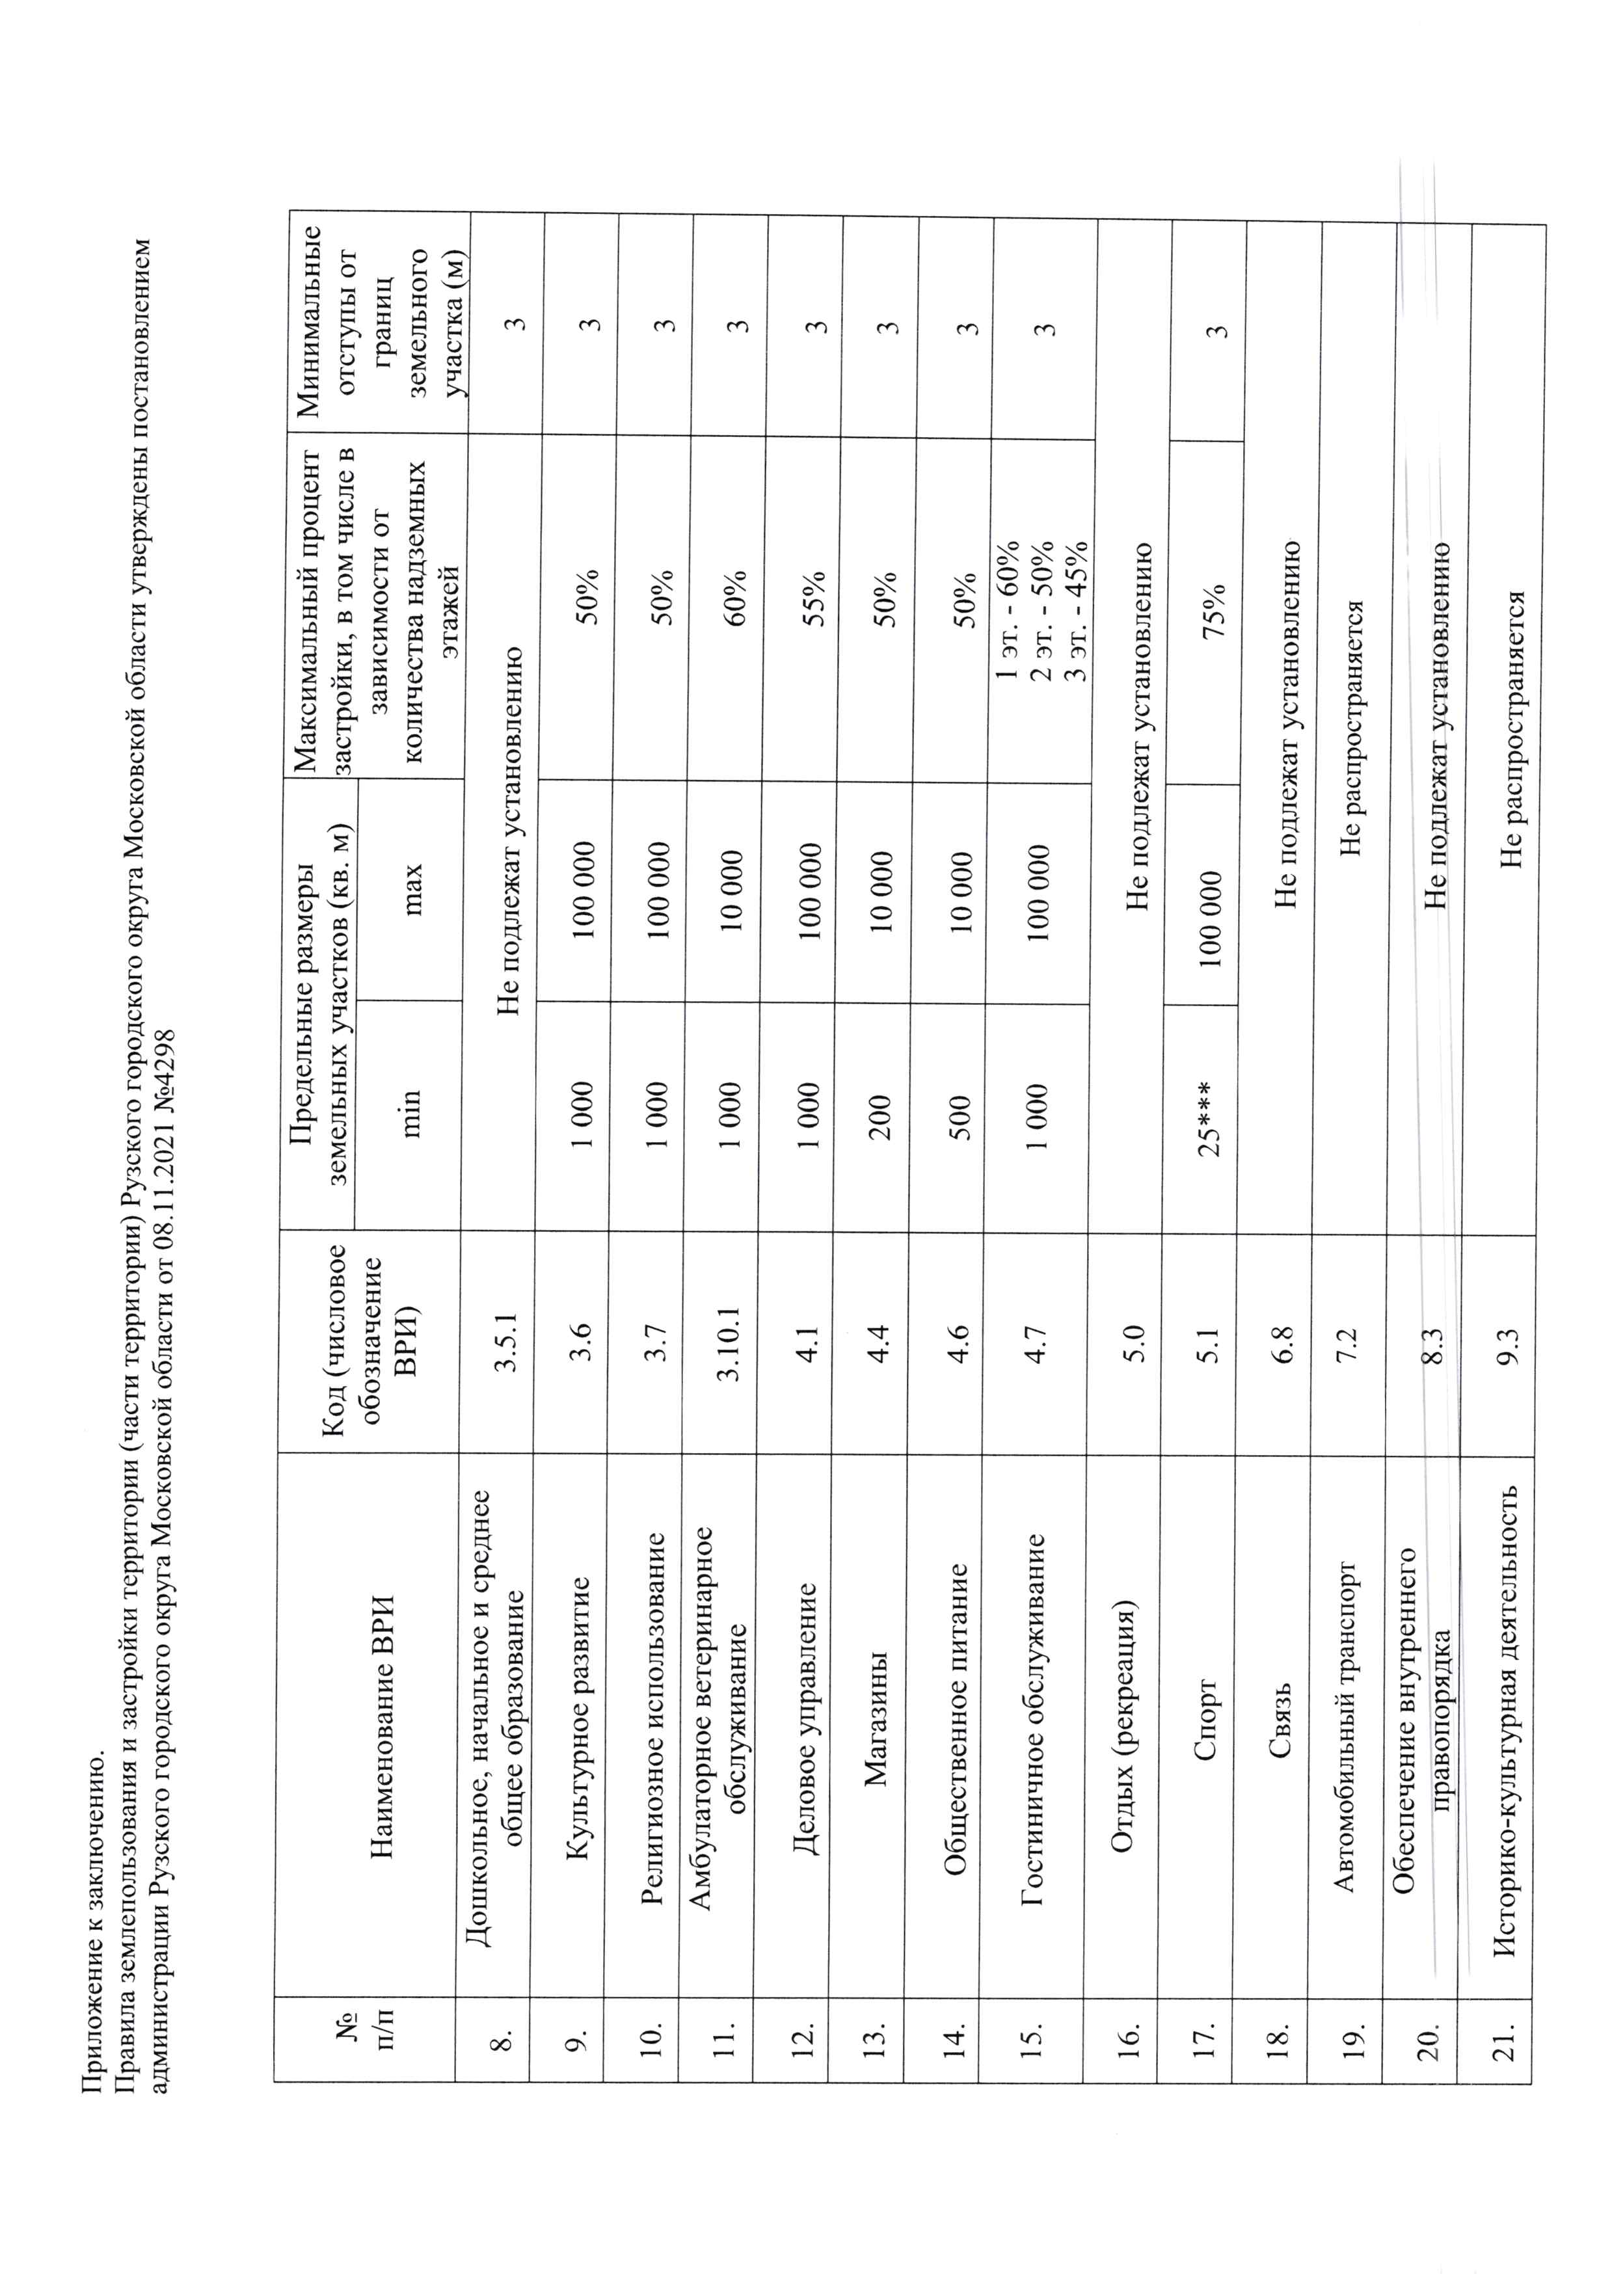 Приложение к заключению.
Правила землепользования и застройки территории (части территории) Рузского городского округа Московской области утверждены постановлением
администрации Рузского городского округа Московской области от 08.11.2021 №4298
№
п/п
Наименование ВРИ
Код (числовое
обозначение
ВРИ)
Предельные размеры
земельных участков (кв. м)
min
max
Максимальный процент
застройки, в том числе в
зависимости от
количества надземных
этажей
Минимальные
отступы от
границ
земельного
участка (м)
8.
Дошкольное, начальное и среднее
общее образование
3.5.1
Не подлежат установлению
3
9.
Культурное развитие
3.6
1 000
100 000
50%
3
10.
Религиозное использование
3.7
1 000
100 000
50%
3
11.
Амбулаторное ветеринарное
обслуживание
3.10.1
1 000
10 000
60%
3
12.
Деловое управление
4.1
1 000
100 000
55%
3
13.
Магазины
4.4
200
10 000
50%
3
14.
Общественное питание
4.6
500
10 000
50%
3
15.
Гостиничное обслуживание
4.7
1 000
100 000
1 эт. - 60%
2 эт. - 50%
3 эт. - 45%
3
16.
Отдых (рекреация)
5.0
Не подлежат установлению
17.
Спорт
5.1
25***
100 000
75%
3
18.
Связь
6.8
Не подлежат установлению
19.
Автомобильный транспорт
7.2
Не распространяется
20.
Обеспечение внутреннего
правопорядка
8.3
Не подлежат установлению
21.
Историко-культурная деятельность
9.3
Не распространяется